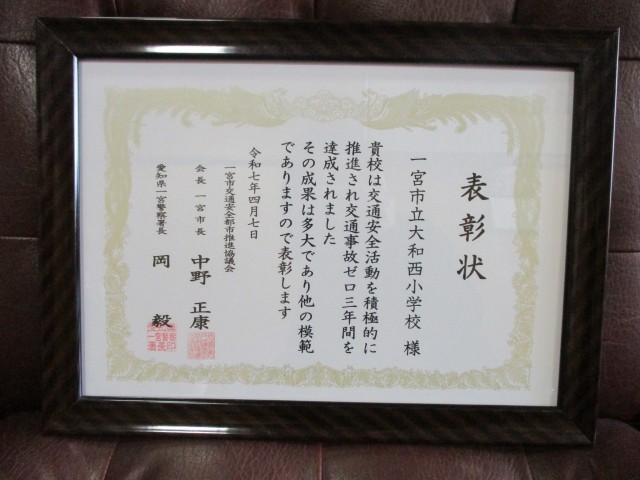 表彰状
一宮市立大和西小学校 様
貴校は交通安全活動を積極的に
推進され交通事故ゼロ三年間を
達成されました
その成果は多大であり他の模範
でありますので表彰します
令和七年四月七日
一宮市交通安全都市推進協議会
会長 一宮市長 中野 正康
愛知県一宮警察署長 岡 毅